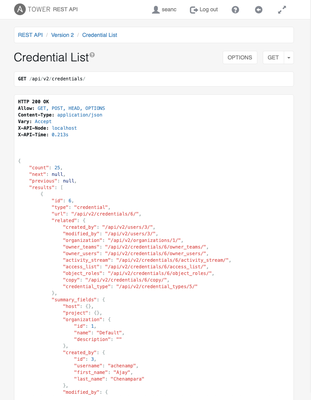 A TOWER REST API
seanc
Log out
REST API / Version 2 / Credential List
Credential List
OPTIONS
GET
GET /api/v2/credentials/
HTTP 200 OK
Allow: GET, POST, HEAD, OPTIONS
Content-Type: application/json
Vary: Accept
X-API-Node: localhost
X-API-Time: 0.213s
{
"count": 25,
"next": null,
"previous": null,
"results": [
{
"id": 6,
"type": "credential",
"url": "/api/v2/credentials/6/",
"related": {
"created_by": "/api/v2/users/3/",
"modified_by": "/api/v2/users/3/",
"organization": "/api/v2/organizations/1/",
"owner_teams": "/api/v2/credentials/6/owner_teams/",
"owner_users": "/api/v2/credentials/6/owner_users/",
"activity_stream": "/api/v2/credentials/6/activity_stream/",
"access_list": "/api/v2/credentials/6/access_list/",
"object_roles": "/api/v2/credentials/6/object_roles/",
"copy": "/api/v2/credentials/6/copy/",
"credential_type": "/api/v2/credential_types/5/"
},
"summary_fields": {
"host": {},
"project": {},
"organization": {
"id": 1,
"name": "Default",
"description": ""
},
"created_by": {
"id": 3,
"username": "achenamp",
"first_name": "Ajay",
"last_name": "Chenampara"
},
"modified_by": {